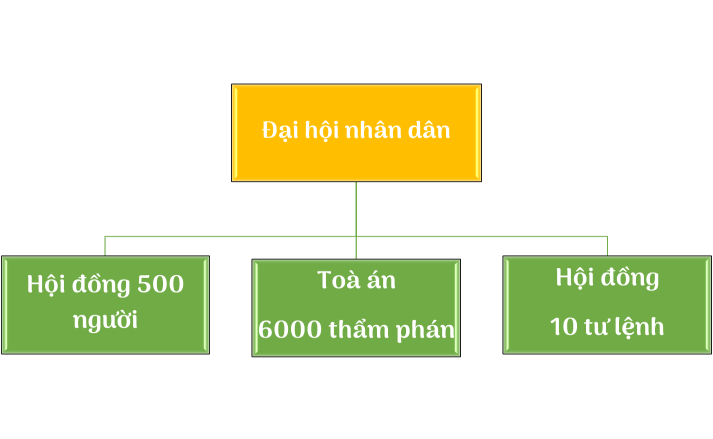 Đại hội nhân dân
Hội đồng 500
người
Toà án
6000 thẩm phán
Hội đồng
10 tư lệnh